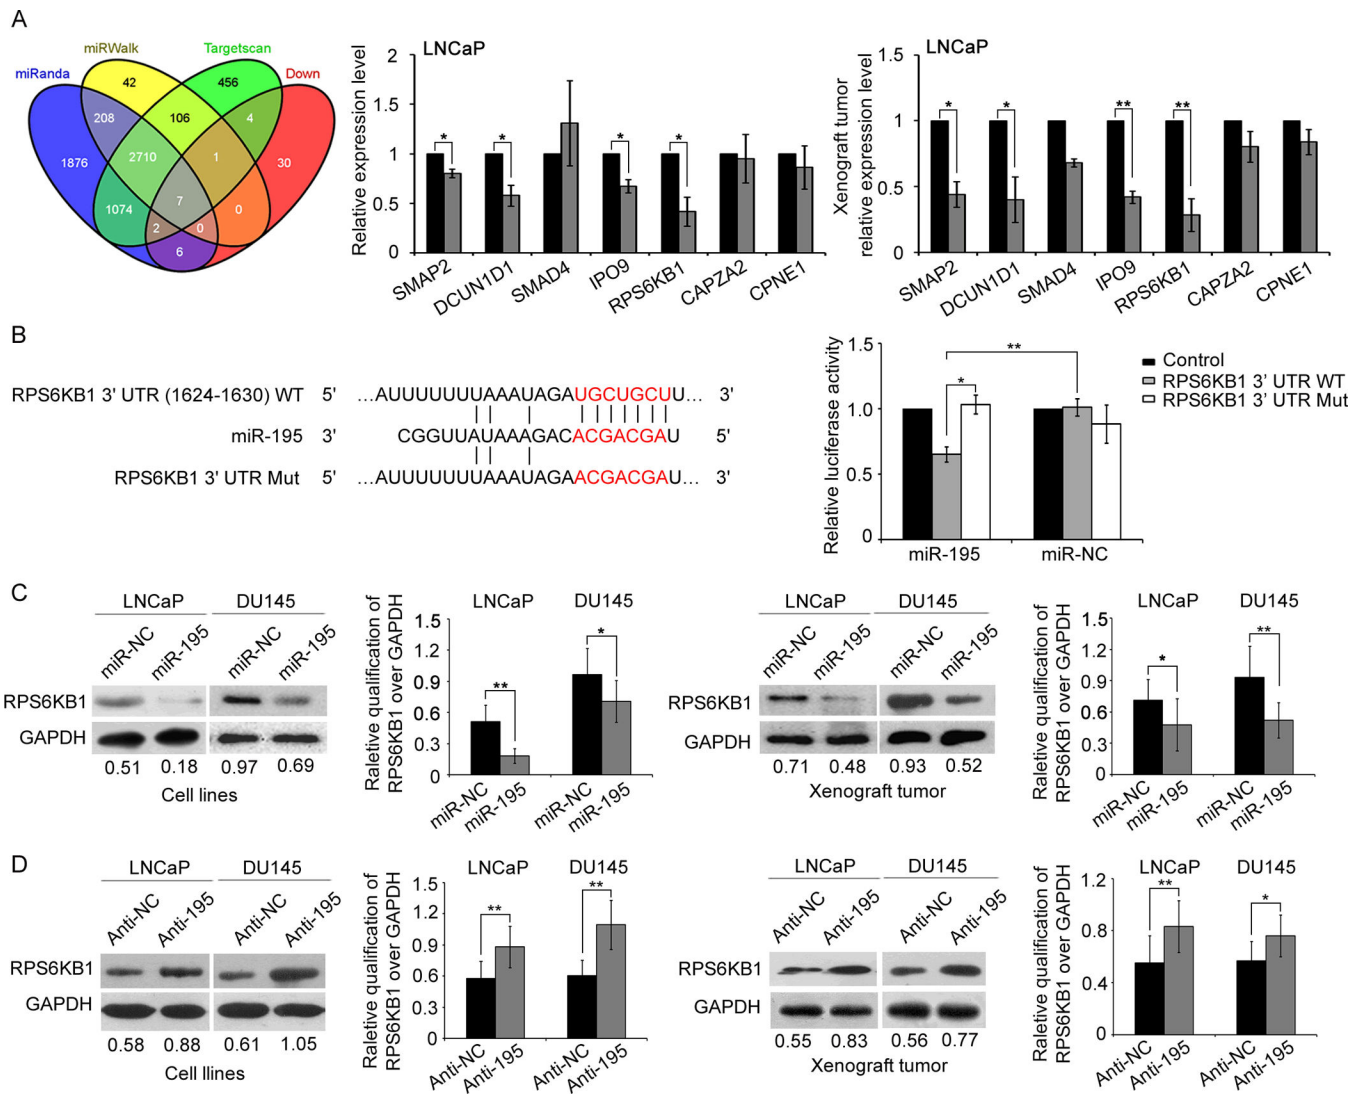 A
miRanda
miRWalk
Targetscan
Down
42
456
208
106
4
1876
2710
1
30
1074
7
0
2
0
6
Relative expression level
LNCaP
2
1.5
1
0.5
0
* * * *
SMAP2 DCUN1D1 SMAD4 IPO9 RPS6KB1 CAPZA2 CPNE1
Xenograft tumor
relative expression level
LNCaP
1.5
1
0.5
0
* * ** **
SMAP2 DCUN1D1 SMAD4 IPO9 RPS6KB1 CAPZA2 CPNE1
B
RPS6KB1 3' UTR (1624-1630) WT 5' ...AUUUUUUUAAAUAGAUGCUGCUU... 3'
miR-195 3' CGGUUAUAAAGACACGACGAU 5'
RPS6KB1 3' UTR Mut 5' ...AUUUUUUUAAAUAGAACGACGAU... 3'
Relative luciferase activity
1.5
1.0
0.5
0
**
*
miR-195 miR-NC
Control
RPS6KB1 3' UTR WT
RPS6KB1 3' UTR Mut
C
LNCaP DU145
miR-NC miR-195 miR-NC miR-195
RPS6KB1
GAPDH
0.51 0.18 0.97 0.69
Cell lines
Raletive qualification of
RPS6KB1 over GAPDH
LNCaP DU145
1.5
1.2
0.9
0.6
0.3
0
** *
miR-NC miR-195 miR-NC miR-195
LNCaP DU145
miR-NC miR-195 miR-NC miR-195
RPS6KB1
GAPDH
0.71 0.48 0.93 0.52
Xenograft tumor
Raletive qualification of
RPS6KB1 over GAPDH
LNCaP DU145
1.5
1.2
0.9
0.6
0.3
0
* **
miR-NC miR-195 miR-NC miR-195
D
LNCaP DU145
Anti-NC Anti-195 Anti-NC Anti-195
RPS6KB1
GAPDH
0.58 0.88 0.61 1.05
Cell llines
Raletive qualification of
RPS6KB1 over GAPDH
LNCaP DU145
1.5
1.2
0.9
0.6
0.3
0
** **
Anti-NC Anti-195 Anti-NC Anti-195
LNCaP DU145
Anti-NC Anti-195 Anti-NC Anti-195
RPS6KB1
GAPDH
0.55 0.83 0.56 0.77
Xenograft tumor
Raletive qualification of
RPS6KB1 over GAPDH
LNCaP DU145
1.2
0.8
0.4
0
** *
Anti-NC Anti-195 Anti-NC Anti-195